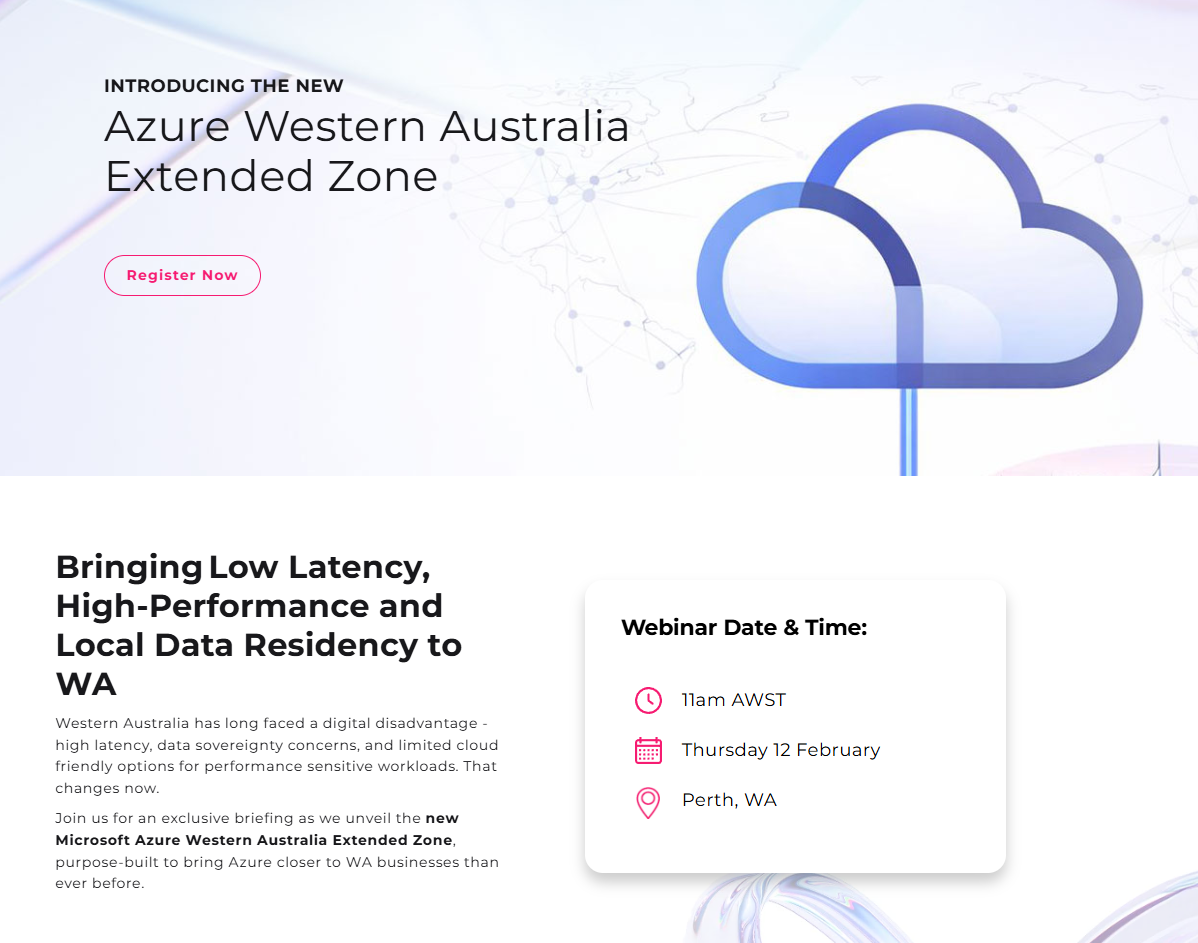 INTRODUCING THE NEW
Azure Western Australia
Extended Zone
Register Now
Bringing Low Latency,
High-Performance and
Local Data Residency to
WA
Western Australia has long faced a digital disadvantage -
high latency, data sovereignty concerns, and limited cloud
friendly options for performance sensitive workloads. That
changes now.
Join us for an exclusive briefing as we unveil the new
Microsoft Azure Western Australia Extended Zone,
purpose-built to bring Azure closer to WA businesses than
ever before.
Webinar Date & Time:
11am AWST
Thursday 12 February
Perth, WA